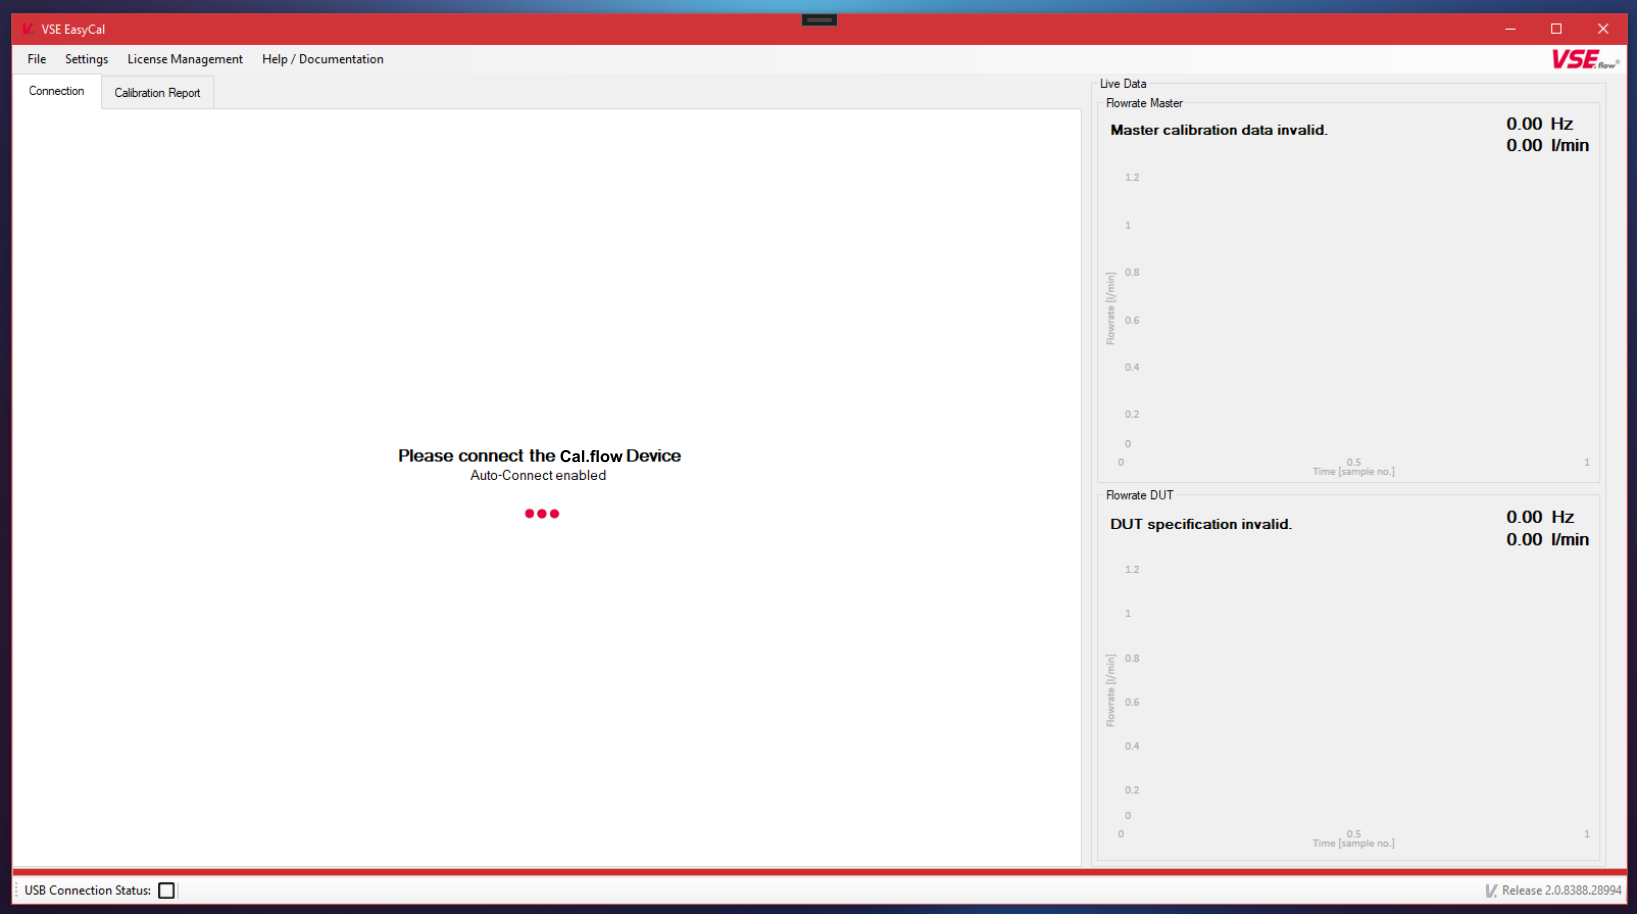 VSE EasyCal
File Settings License Management Help / Documentation
VSE.flow®
Connection Calibration Report
Please connect the Cal.flow Device
Auto-Connect enabled
Live Data
Flowrate Master
Master calibration data invalid.
0.00 Hz
0.00 l/min
1.2
1
0.8
0.6
0.4
0.2
0
Flowrate [l/min]
0 0.5 1
Time [sample no.]
Flowrate DUT
DUT specification invalid.
0.00 Hz
0.00 l/min
1.2
1
0.8
0.6
0.4
0.2
0
Flowrate [l/min]
0 0.5 1
Time [sample no.]
USB Connection Status:
V. Release 2.0.8388.28994